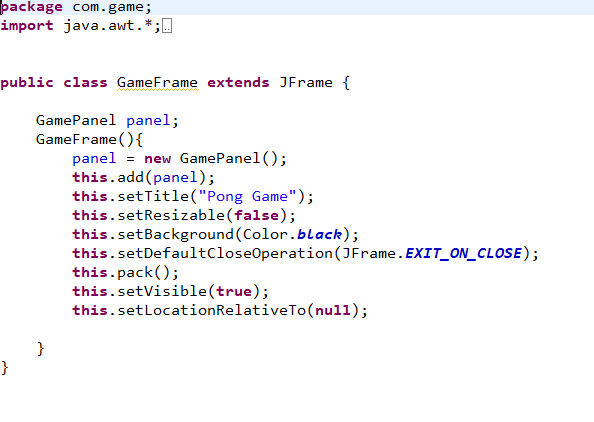 package com.game;
import java.awt.*;
public class GameFrame extends JFrame {
GamePanel panel;
GameFrame(){
panel = new GamePanel();
this.add(panel);
this.setTitle("Pong Game");
this.setResizable(false);
this.setBackground(Color.black);
this.setDefaultCloseOperation(JFrame.EXIT_ON_CLOSE);
this.pack();
this.setVisible(true);
this.setLocationRelativeTo(null);
}
}